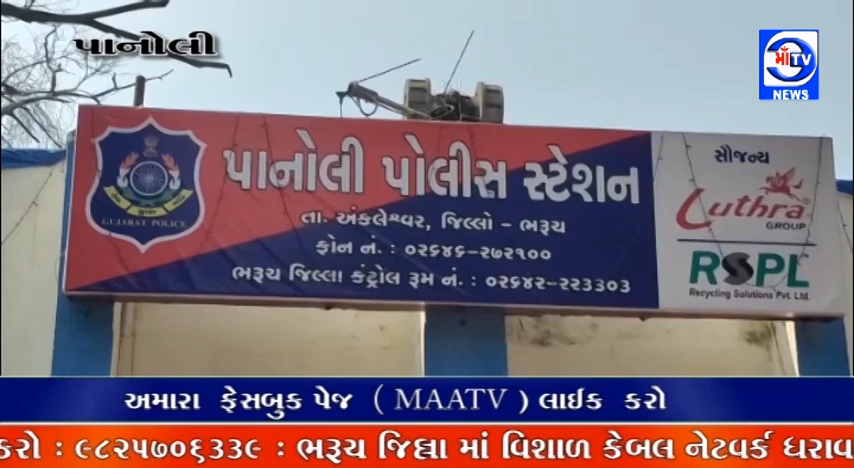 પાનોલી
માઁ TV
NEWS
પાનોલી પોલીસ સ્ટેશન
તા. અંકલેશ્વર, જિલ્લો - ભરૂચ
ફોન નં. : ૦૨૬૪૬-૨૭૨૧૦૦
ભરૂચ જિલ્લા કંટ્રોલ રૂમ નં. : ૦૨૬૪૨-૨૨૩૩૦૩
GUJARAT POLICE
સૌજન્ય
Luthra
GROUP
RSPL
Recycling Solutions Pvt. Ltd.
અમારા ફેસબુક પેજ ( MAATV ) લાઈક કરો
કરો : ૯૮૨૫૭૦૬૩૩૯ : ભરૂચ જિલ્લા માં વિશાળ કેબલ નેટવર્ક ધરાવ